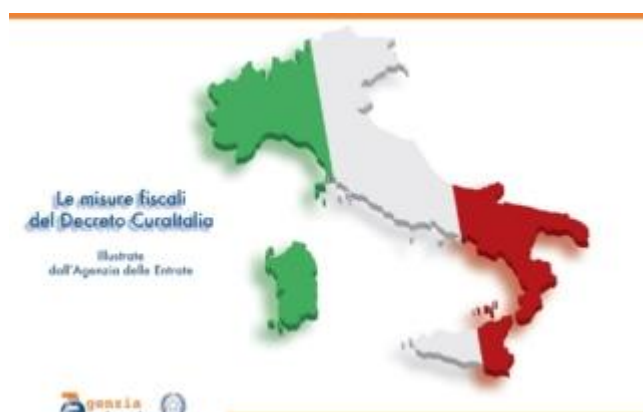 Le misure fiscali
del Decreto CuraItalia
Illustrate
dall'Agenzia delle Entrate
genzia